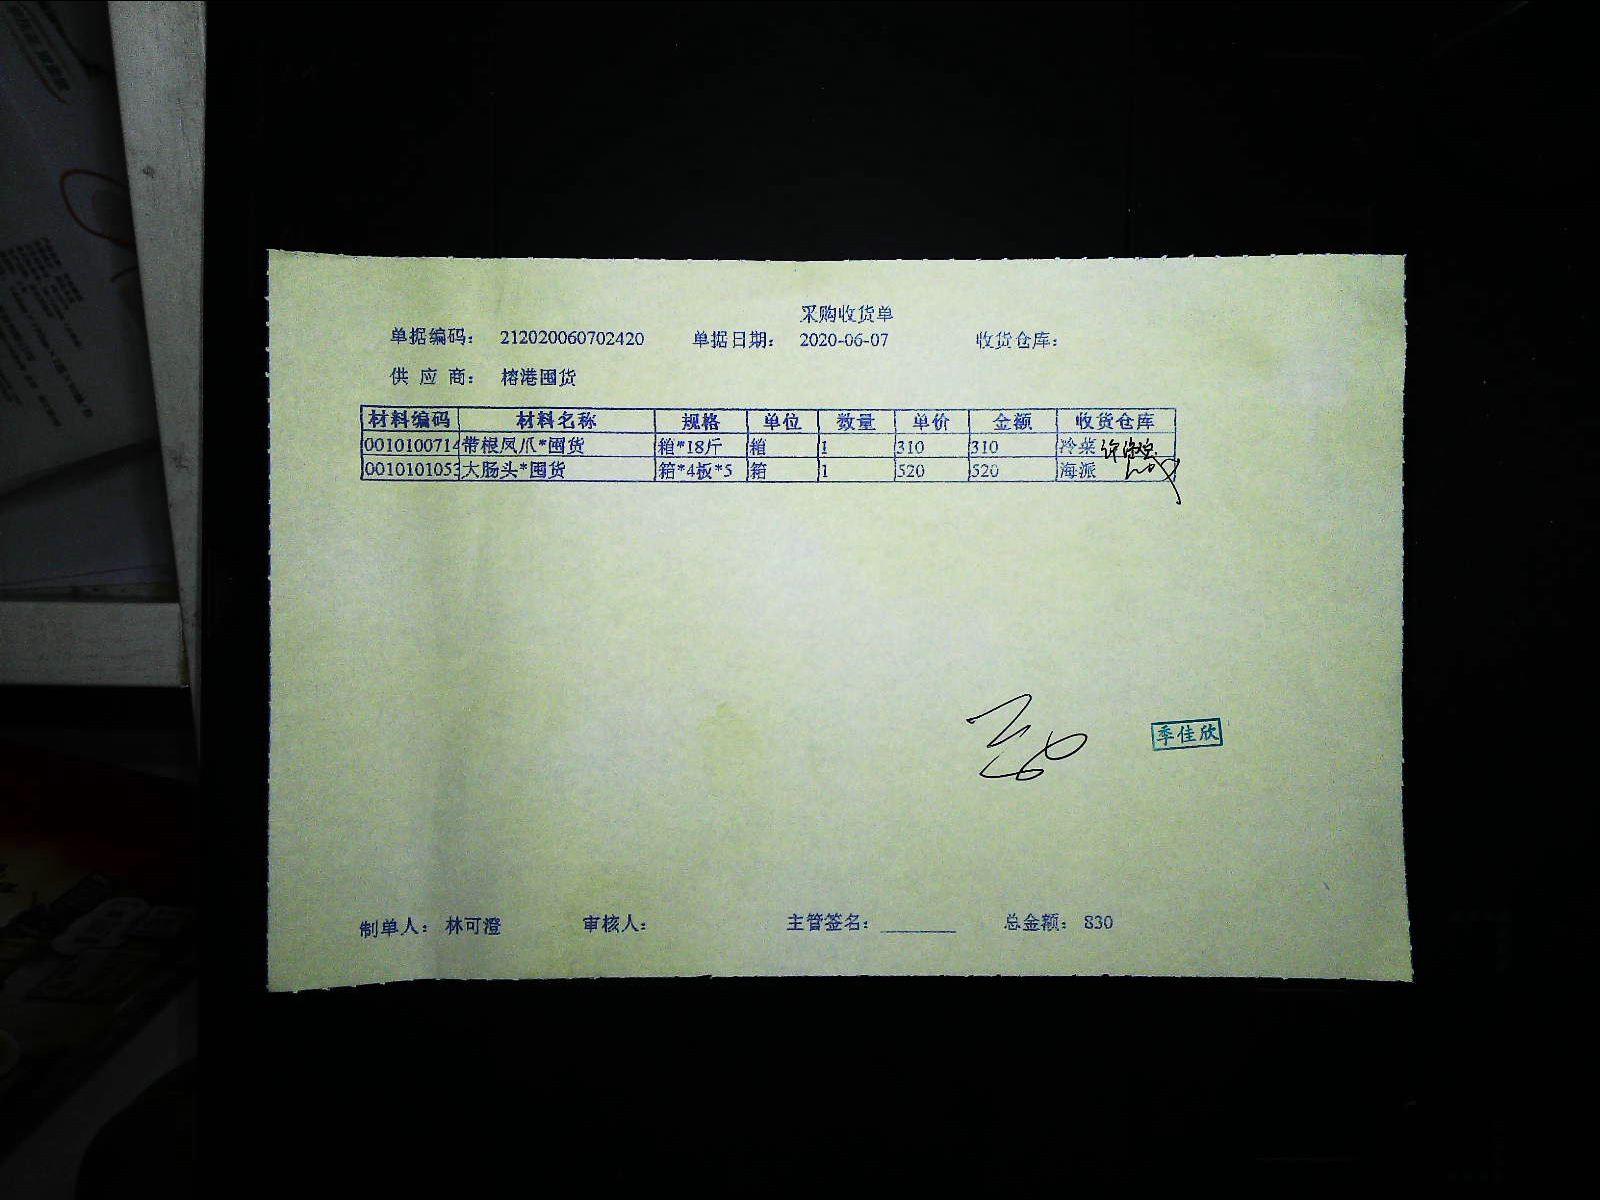 采购收货单
单据编码： 212020060702420 单据日期： 2020-06-07 收货仓库：
供 应 商： 榕港囤货
材料编码 材料名称 规格 单位 数量 单价 金额 收货仓库
0010100714 带根凤爪*囤货 箱*18斤 箱 1 310 310 冷菜
0010101053 大肠头*囤货 箱*4板*5 箱 1 520 520 海派
季佳欣
制单人： 林可澄 审核人： 主管签名： ________ 总金额： 830